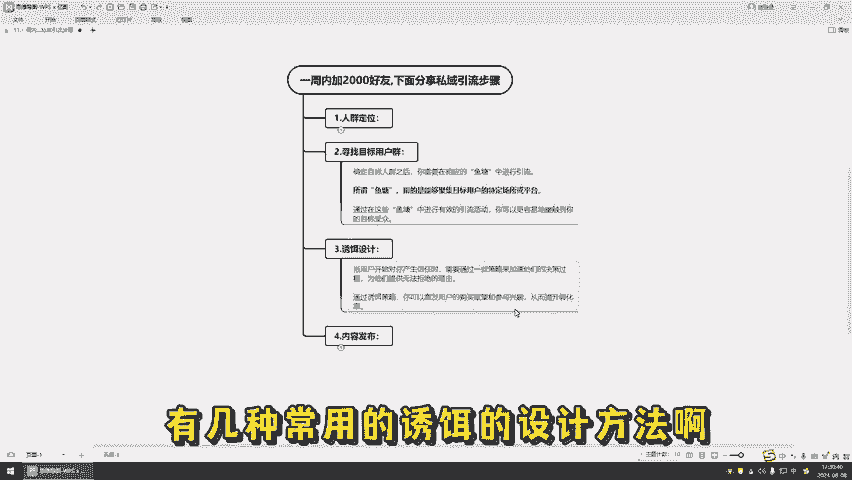 一周内加2000好友,下面分享私域引流步骤
1.人群定位：
2.寻找目标用户群：
确定目标人群之后，你需要在相应的“鱼塘”中进行引流。
所谓“鱼塘”，指的是能够聚集目标用户的特定场所或平台。
通过在这些“鱼塘”中进行有效的引流活动，你可以更容易地接触到你
的目标受众。
3.诱饵设计：
当用户开始对你产生信任时，需要通过一些策略来加速他们的决策过
程，为他们提供无法拒绝的理由。
通过诱饵策略，你可以激发用户的购买欲望和参与兴趣，从而提升转化
率。
4.内容发布：
有几种常用的诱饵的设计方法啊